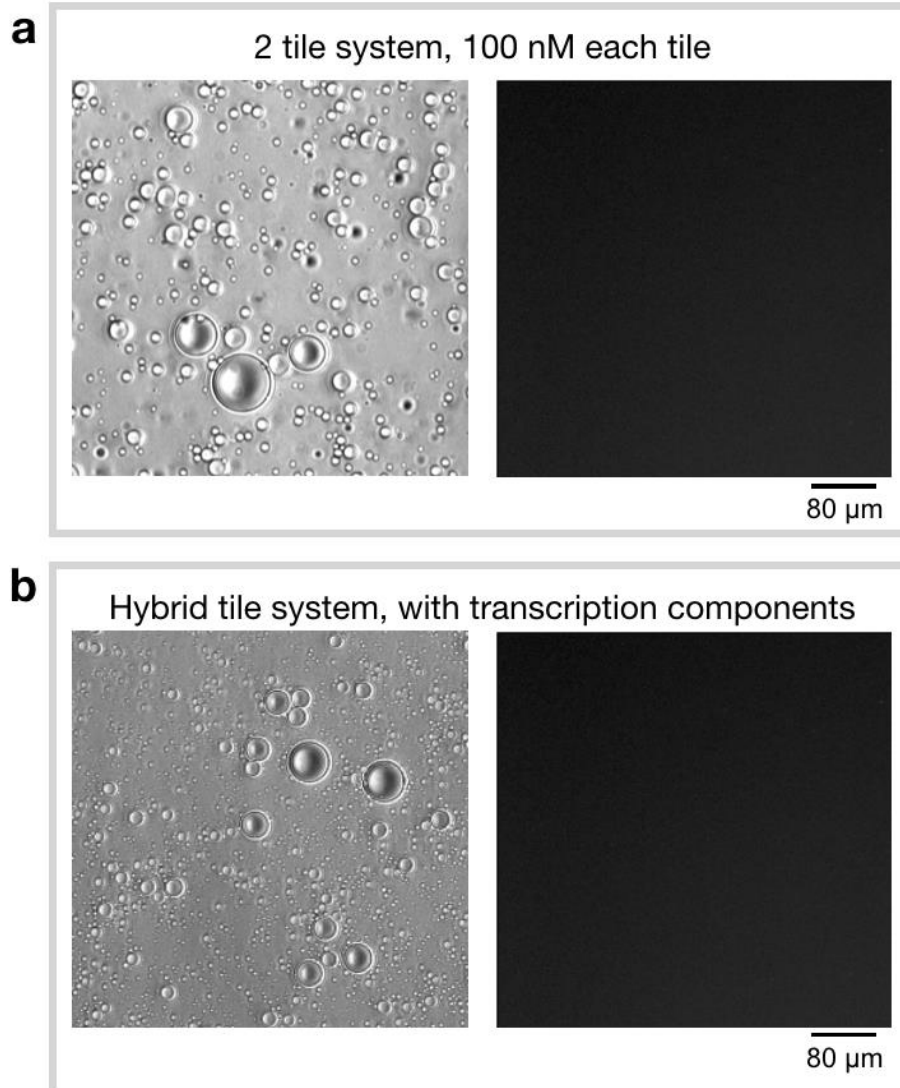 a
2 tile system, 100 nM each tile
80 µm
b
Hybrid tile system, with transcription components
80 µm